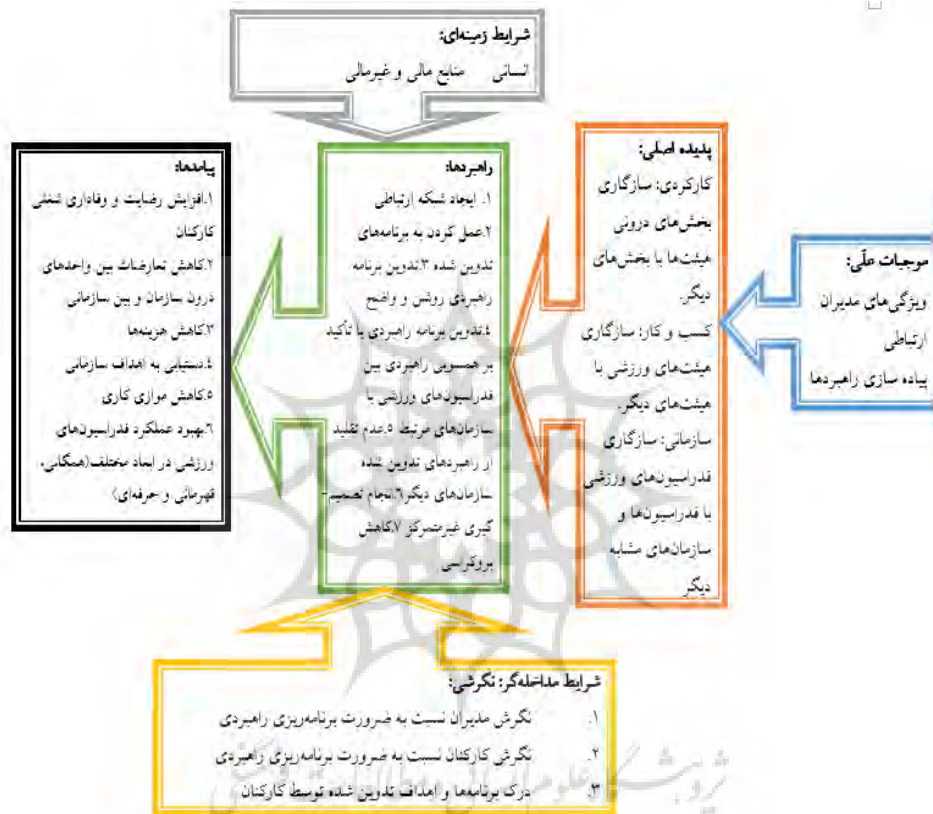 شرایط زمینه‌ای:
انسانی منابع مالی و غیرمالی
موجبات علّی:
ویژگی‌های مدیران
ارتباطی
پیاده سازی راهبردها
پدیده اصلی:
کارکردی: سازگاری
بخش‌های درونی
هیئت‌ها با بخش‌های
دیگر.
کسب و کار: سازگاری
هیئت‌های ورزشی با
هیئت‌های دیگر.
سازمانی: سازگاری
فدراسیون‌های ورزشی
با فدراسیون‌ها و
سازمان‌های مشابه
دیگر
راهبردها:
۱. ایجاد شبکه ارتباطی
۲.عمل کردن به برنامه‌های
تدوین شده ۳.تدوین برنامه
راهبردی روشن و واضح
۴.تدوین برنامه راهبردی با تأکید
بر همسویی راهبردی بین
فدراسیون‌های ورزشی با
سازمان‌های مرتبط ۵.عدم تقلید
از راهبردهای تدوین شده
سازمان‌های دیگر ۶.انجام تصمیم-
گیری غیرمتمرکز ۷.کاهش
بروکراسی
پیامدها:
۱.افزایش رضایت و وفاداری شغلی
کارکنان
۲.کاهش تعارضات بین واحدهای
درون سازمان و بین سازمانی
۳.کاهش هزینه‌ها
۴.دستیابی به اهداف سازمانی
۵.کاهش موازی کاری
۶.بهبود عملکرد فدراسیون‌های
ورزشی در ابعاد مختلف(همگانی،
قهرمانی و حرفه‌ای)
شرایط مداخله‌گر: نگرشی:
۱. نگرش مدیران نسبت به ضرورت برنامه‌ریزی راهبردی
۲. نگرش کارکنان نسبت به ضرورت برنامه‌ریزی راهبردی
۳. درک برنامه‌ها و اهداف تدوین شده توسط کارکنان
پژوهشگاه علوم انسانی و مطالعات فرهنگی